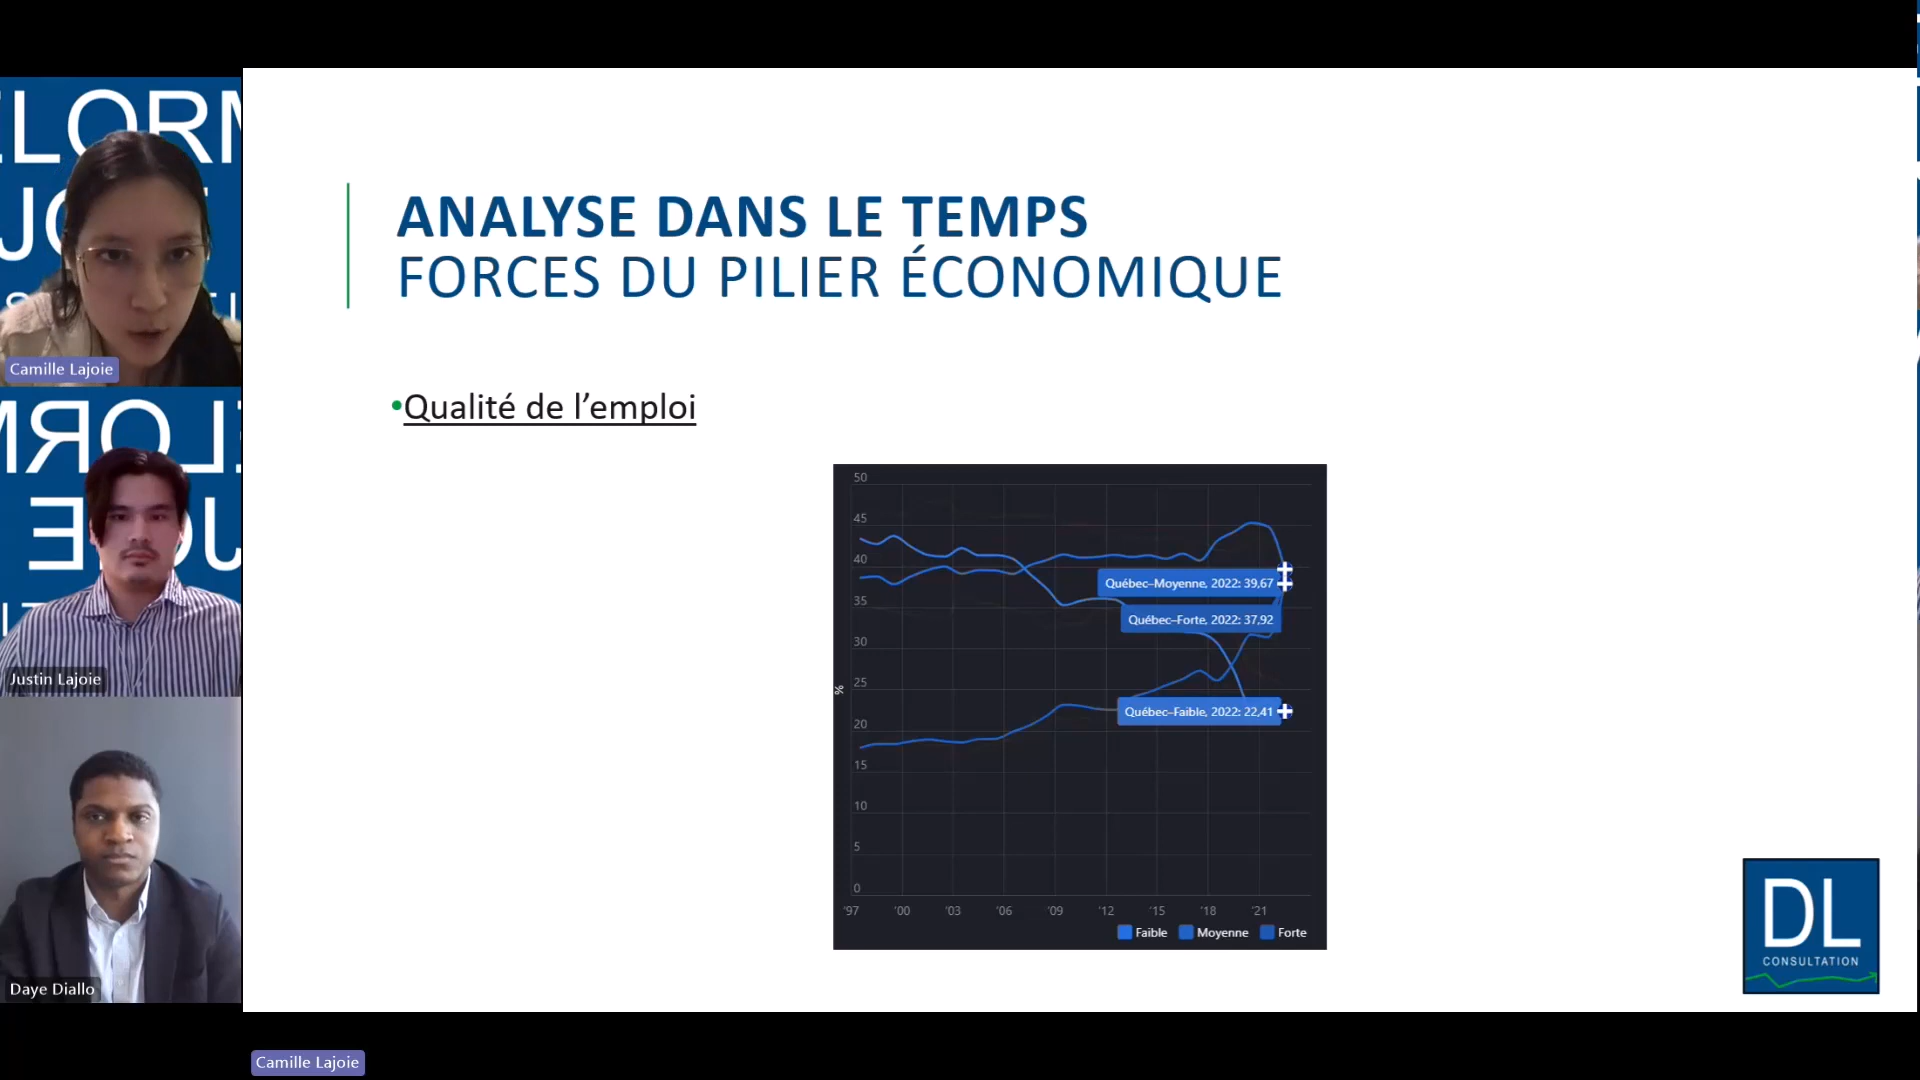 ELORM
Camille Lajoie
Justin Lajoie
Daye Diallo
Camille Lajoie
ANALYSE DANS LE TEMPS
FORCES DU PILIER ÉCONOMIQUE
•Qualité de l’emploi
50
45
40
35
30
25
20
15
10
5
0
%
Québec–Moyenne, 2022: 39,67
Québec–Forte, 2022: 37,92
Québec–Faible, 2022: 22,41
'97 '00 '03 '06 '09 '12 '15 '18 '21
Faible Moyenne Forte
DL
CONSULTATION